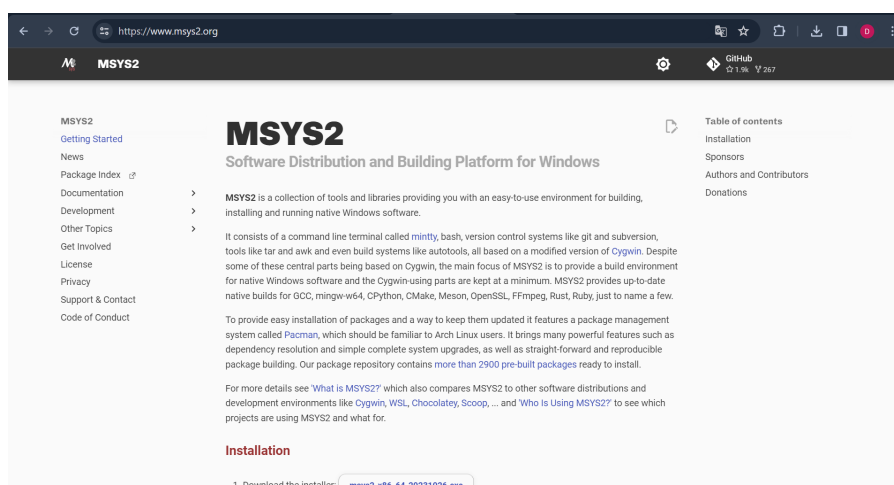 https://www.msys2.org
D
MSYS2
GitHub
1.9k 267
MSYS2
Getting Started
News
Package Index
Documentation
Development
Other Topics
Get Involved
License
Privacy
Support & Contact
Code of Conduct
MSYS2
Software Distribution and Building Platform for Windows
MSYS2 is a collection of tools and libraries providing you with an easy-to-use environment for building,
installing and running native Windows software.
It consists of a command line terminal called mintty, bash, version control systems like git and subversion,
tools like tar and awk and even build systems like autotools, all based on a modified version of Cygwin. Despite
some of these central parts being based on Cygwin, the main focus of MSYS2 is to provide a build environment
for native Windows software and the Cygwin-using parts are kept at a minimum. MSYS2 provides up-to-date
native builds for GCC, mingw-w64, CPython, CMake, Meson, OpenSSL, FFmpeg, Rust, Ruby, just to name a few.
To provide easy installation of packages and a way to keep them updated it features a package management
system called Pacman, which should be familiar to Arch Linux users. It brings many powerful features such as
dependency resolution and simple complete system upgrades, as well as straight-forward and reproducible
package building. Our package repository contains more than 2900 pre-built packages ready to install.
For more details see 'What is MSYS2?' which also compares MSYS2 to other software distributions and
development environments like Cygwin, WSL, Chocolatey, Scoop, ... and 'Who Is Using MSYS2?' to see which
projects are using MSYS2 and what for.
Installation
1. Download the installer: msys2-x86_64-20231026.exe
Table of contents
Installation
Sponsors
Authors and Contributors
Donations